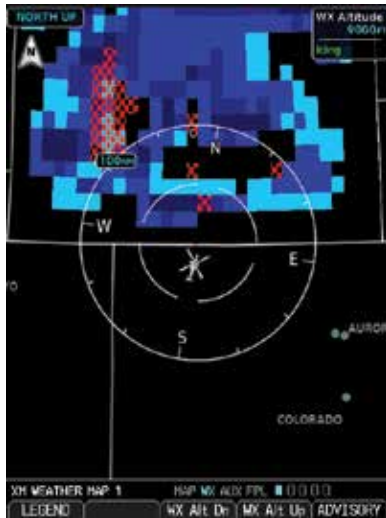 NORTH UP
WX Altitude
9000FT
Icing
N
100NM
N
W
E
S
AUROR
COLORADO
XM WEATHER MAP 1
MAP WX AUX FPL
LEGEND
WX Alt Dn
WX Alt Up
ADVISORY